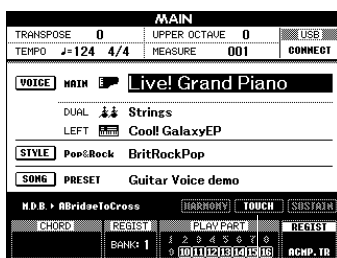 MAIN
TRANSPOSE 0 UPPER OCTAVE 0 USB
TEMPO ♩=124 4/4 MEASURE 001 CONNECT
VOICE MAIN Live! Grand Piano
DUAL Strings
LEFT Cool! GalaxyEP
STYLE Pop&Rock BritRockPop
SONG PRESET Guitar Voice demo
M.D.B. ▸ ABridgeToCross HARMONY TOUCH SUSTAIN
CHORD REGIST PLAY PART REGIST
BANK: 1 1 2 3 4 5 6 7 8
9 10 11 12 13 14 15 16 ACMP. TR